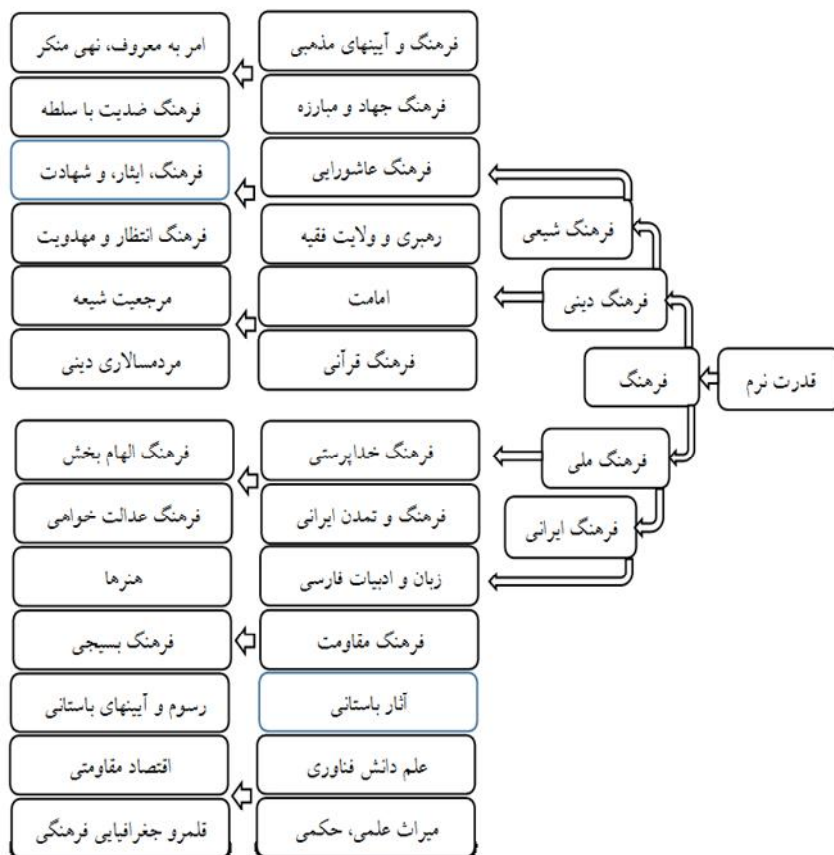 قدرت نرم
فرهنگ
فرهنگ دینی
فرهنگ شیعی
فرهنگ و آیینهای مذهبی
فرهنگ جهاد و مبارزه
فرهنگ عاشورایی
رهبری و ولایت فقیه
امامت
فرهنگ قرآنی
امر به معروف، نهی منکر
فرهنگ ضدیت با سلطه
فرهنگ، ایثار، و شهادت
فرهنگ انتظار و مهدویت
مرجعیت شیعه
مردمسالاری دینی
فرهنگ ملی
فرهنگ ایرانی
فرهنگ خداپرستی
فرهنگ و تمدن ایرانی
زبان و ادبیات فارسی
فرهنگ مقاومت
آثار باستانی
علم دانش فناوری
میراث علمی، حکمی
فرهنگ الهام بخش
فرهنگ عدالت خواهی
هنرها
فرهنگ بسیجی
رسوم و آیینهای باستانی
اقتصاد مقاومتی
قلمرو جغرافیایی فرهنگی